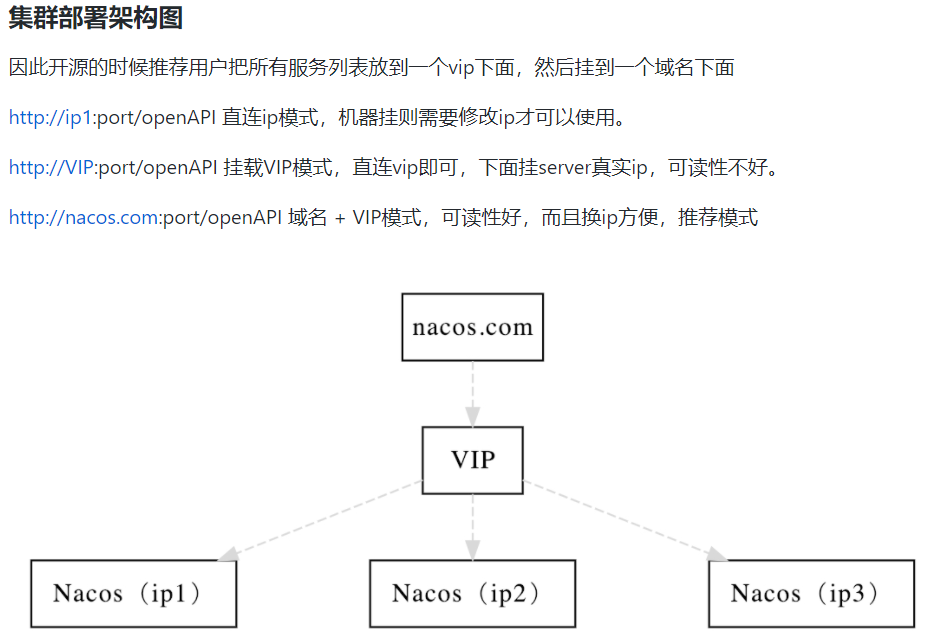 集群部署架构图
因此开源的时候推荐用户把所有服务列表放到一个vip下面，然后挂到一个域名下面
http://ip1:port/openAPI 直连ip模式，机器挂则需要修改ip才可以使用。
http://VIP:port/openAPI 挂载VIP模式，直连vip即可，下面挂server真实ip，可读性不好。
http://nacos.com:port/openAPI 域名 + VIP模式，可读性好，而且换ip方便，推荐模式
nacos.com
VIP
Nacos（ip1）
Nacos（ip2）
Nacos（ip3）